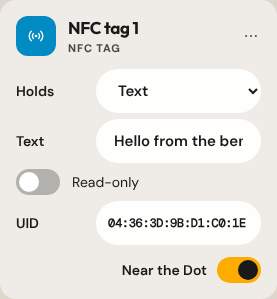 NFC tag 1
NFC TAG
Holds Text
Text Hello from the ber
Read-only
UID 04:36:3D:9B:D1:C0:1E
Near the Dot